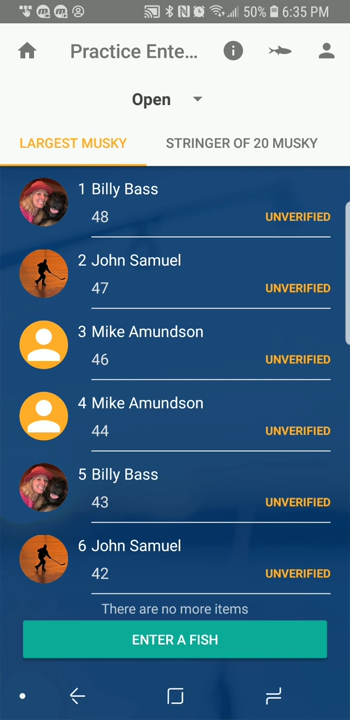 50% 6:35 PM
Practice Ente...
Open
LARGEST MUSKY STRINGER OF 20 MUSKY
1 Billy Bass
48 UNVERIFIED
2 John Samuel
47 UNVERIFIED
3 Mike Amundson
46 UNVERIFIED
4 Mike Amundson
44 UNVERIFIED
5 Billy Bass
43 UNVERIFIED
6 John Samuel
42 UNVERIFIED
There are no more items
ENTER A FISH